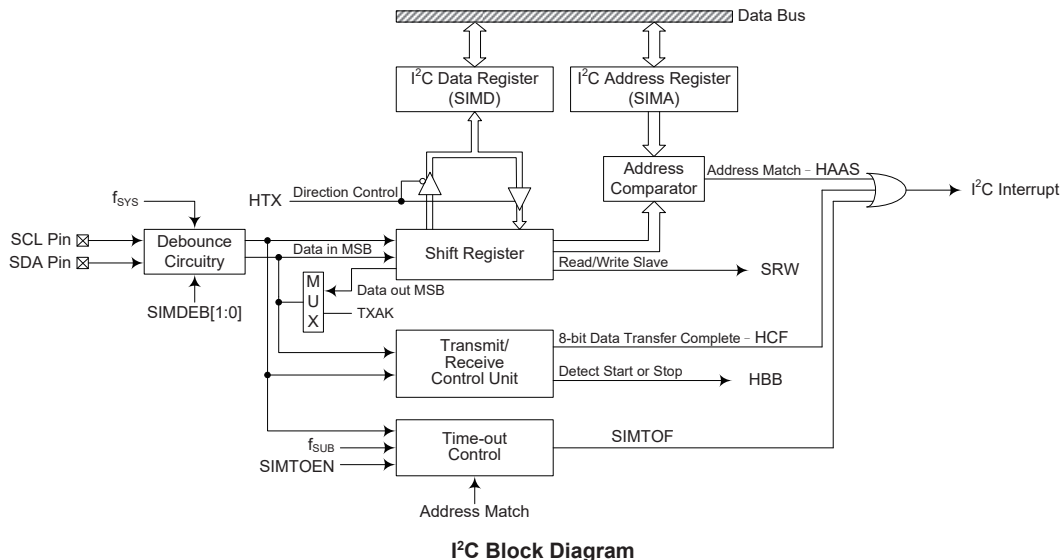 Data Bus
I²C Data Register
(SIMD)
I²C Address Register
(SIMA)
Address
Comparator
Address Match - HAAS
I²C Interrupt
Direction Control
HTX
fSYS
SCL Pin
SDA Pin
Debounce
Circuitry
SIMDEB[1:0]
Data in MSB
Shift Register
Read/Write Slave
SRW
M
U
X
Data out MSB
TXAK
Transmit/
Receive
Control Unit
8-bit Data Transfer Complete - HCF
Detect Start or Stop
HBB
fSUB
SIMTOEN
Time-out
Control
SIMTOF
Address Match
I²C Block Diagram